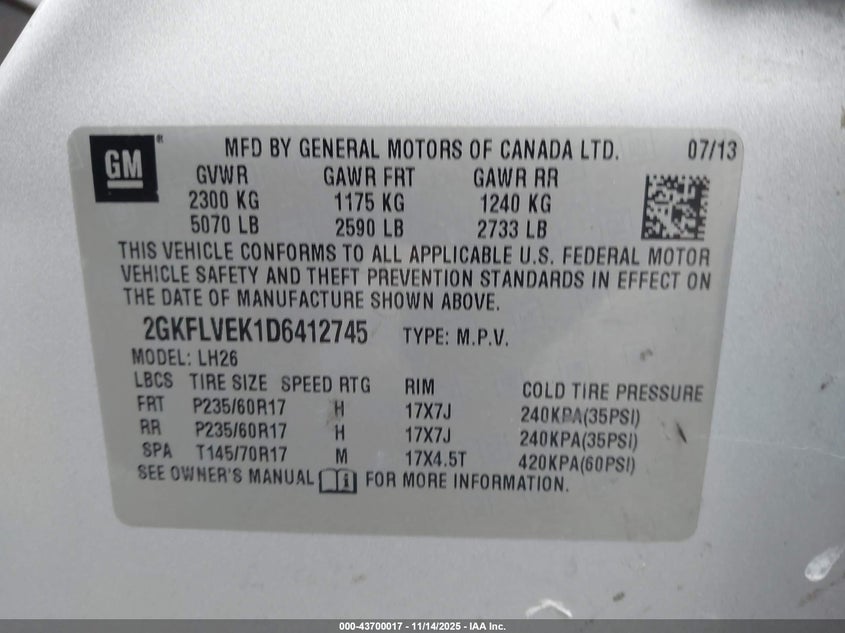 GM
MFD BY GENERAL MOTORS OF CANADA LTD. 07/13
GVWR GAWR FRT GAWR RR
2300 KG 1175 KG 1240 KG
5070 LB 2590 LB 2733 LB
THIS VEHICLE CONFORMS TO ALL APPLICABLE U.S. FEDERAL MOTOR
VEHICLE SAFETY AND THEFT PREVENTION STANDARDS IN EFFECT ON
THE DATE OF MANUFACTURE SHOWN ABOVE.
2GKFLVEK1D6412745 TYPE: M.P.V.
MODEL: LH26
LBCS TIRE SIZE SPEED RTG RIM COLD TIRE PRESSURE
FRT P235/60R17 H 17X7J 240KPA(35PSI)
RR P235/60R17 H 17X7J 240KPA(35PSI)
SPA T145/70R17 M 17X4.5T 420KPA(60PSI)
SEE OWNER'S MANUAL i FOR MORE INFORMATION.
000-43700017 - 11/14/2025 - IAA Inc.